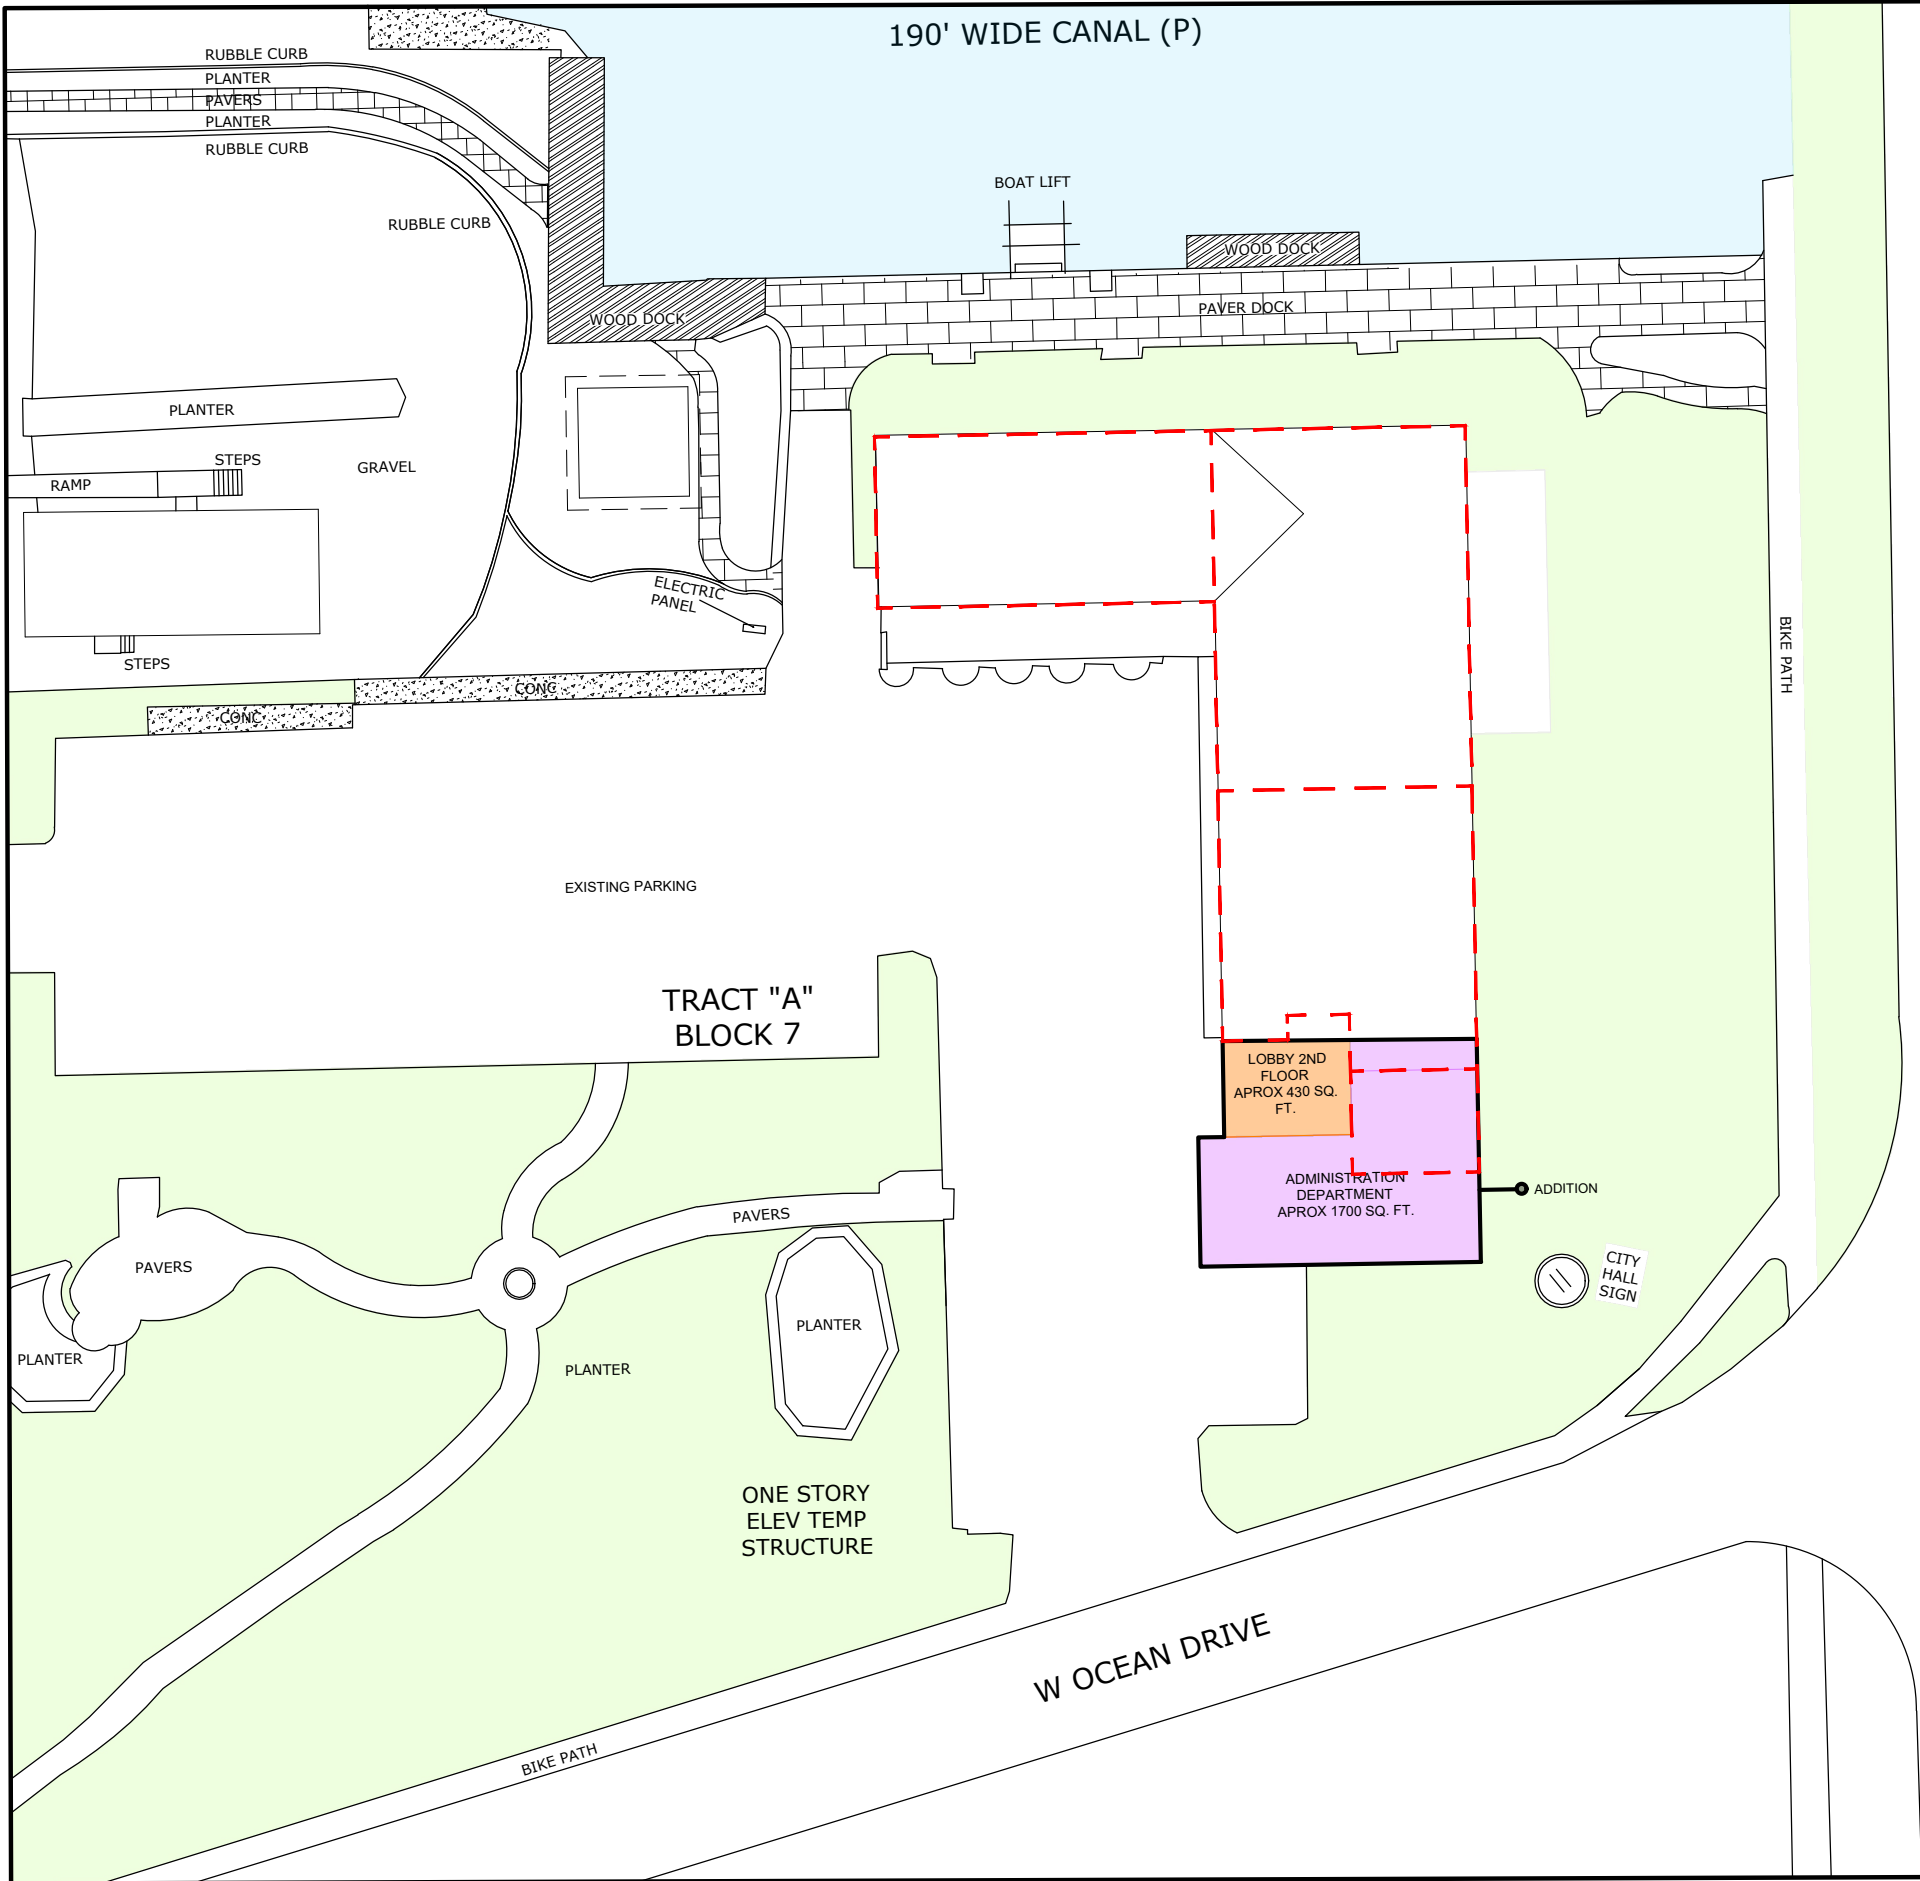 190' WIDE CANAL (P)
RUBBLE CURB
PLANTER
PAVERS
PLANTER
RUBBLE CURB
RUBBLE CURB
BOAT LIFT
WOOD DOCK
PAVER DOCK
WOOD DOCK
PLANTER
STEPS
GRAVEL
RAMP
ELECTRIC
PANEL
STEPS
CONC
CONC
BIKE PATH
EXISTING PARKING
TRACT "A"
BLOCK 7
LOBBY 2ND
FLOOR
APROX 430 SQ.
FT.
ADMINISTRATION
DEPARTMENT
APROX 1700 SQ. FT.
ADDITION
CITY
HALL
SIGN
PAVERS
PAVERS
PLANTER
PLANTER
PLANTER
ONE STORY
ELEV TEMP
STRUCTURE
W OCEAN DRIVE
BIKE PATH